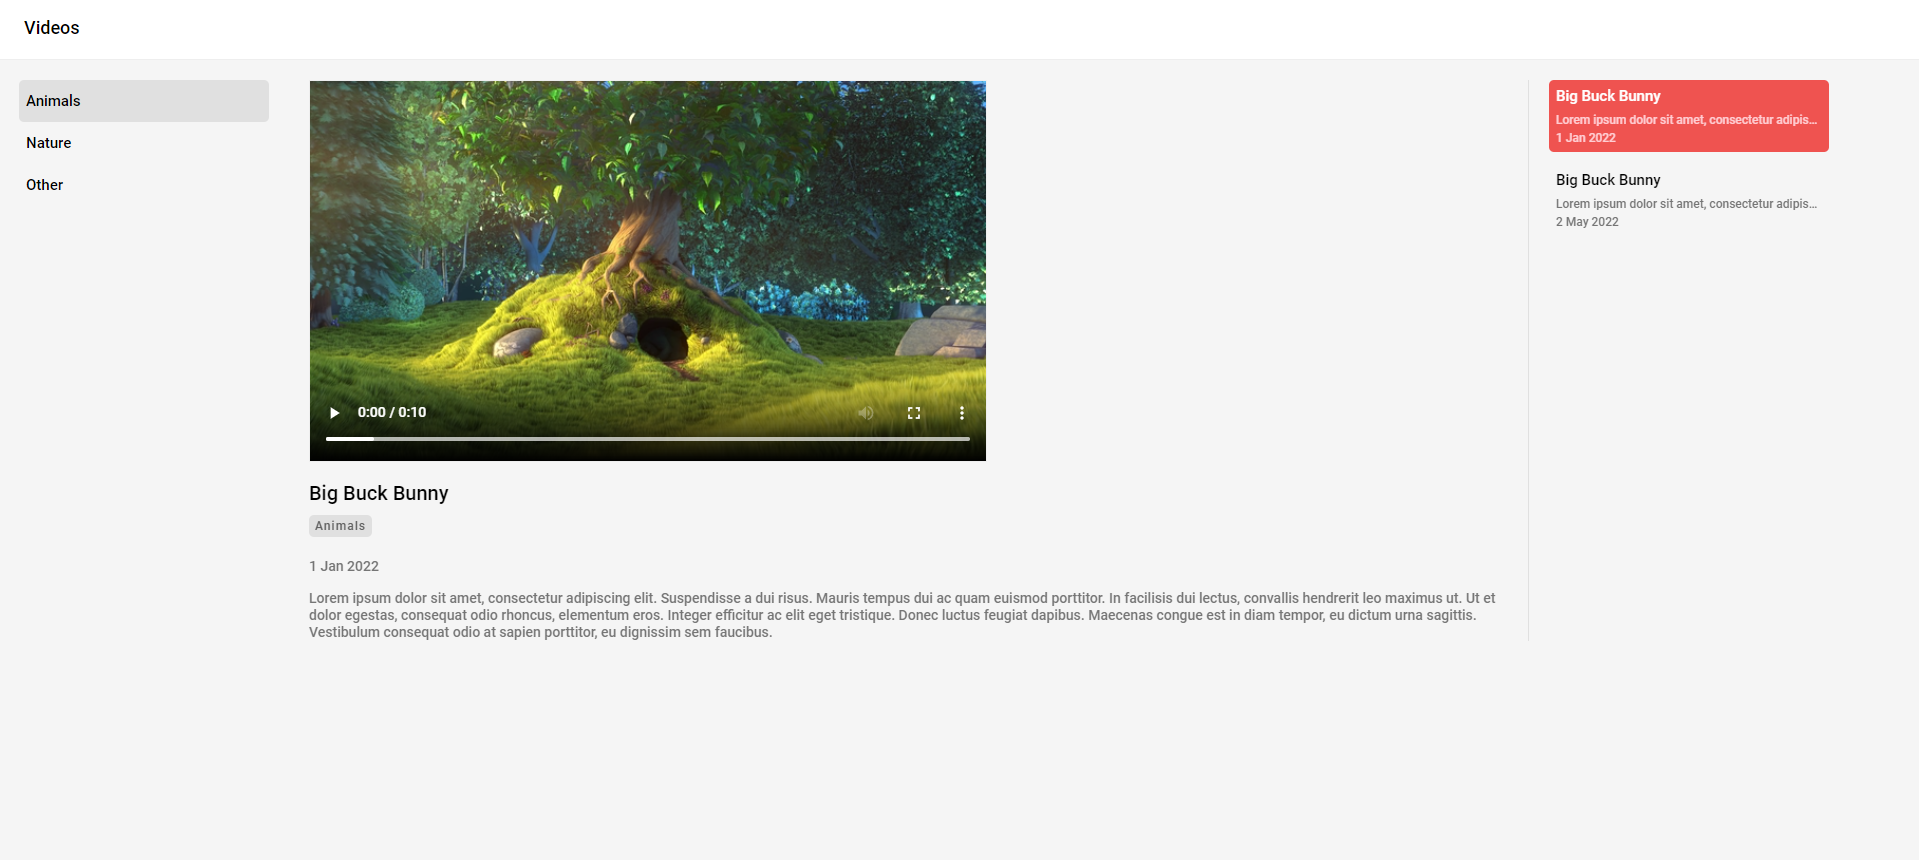 Videos
Animals
Nature
Other
0:00 / 0:10
Big Buck Bunny
Animals
1 Jan 2022
Lorem ipsum dolor sit amet, consectetur adipiscing elit. Suspendisse a dui risus. Mauris tempus dui ac quam euismod porttitor. In facilisis dui lectus, convallis hendrerit leo maximus ut. Ut et
dolor egestas, consequat odio rhoncus, elementum eros. Integer efficitur ac elit eget tristique. Donec luctus feugiat dapibus. Maecenas congue est in diam tempor, eu dictum urna sagittis.
Vestibulum consequat odio at sapien porttitor, eu dignissim sem faucibus.
Big Buck Bunny
Lorem ipsum dolor sit amet, consectetur adipis...
1 Jan 2022
Big Buck Bunny
Lorem ipsum dolor sit amet, consectetur adipis...
2 May 2022